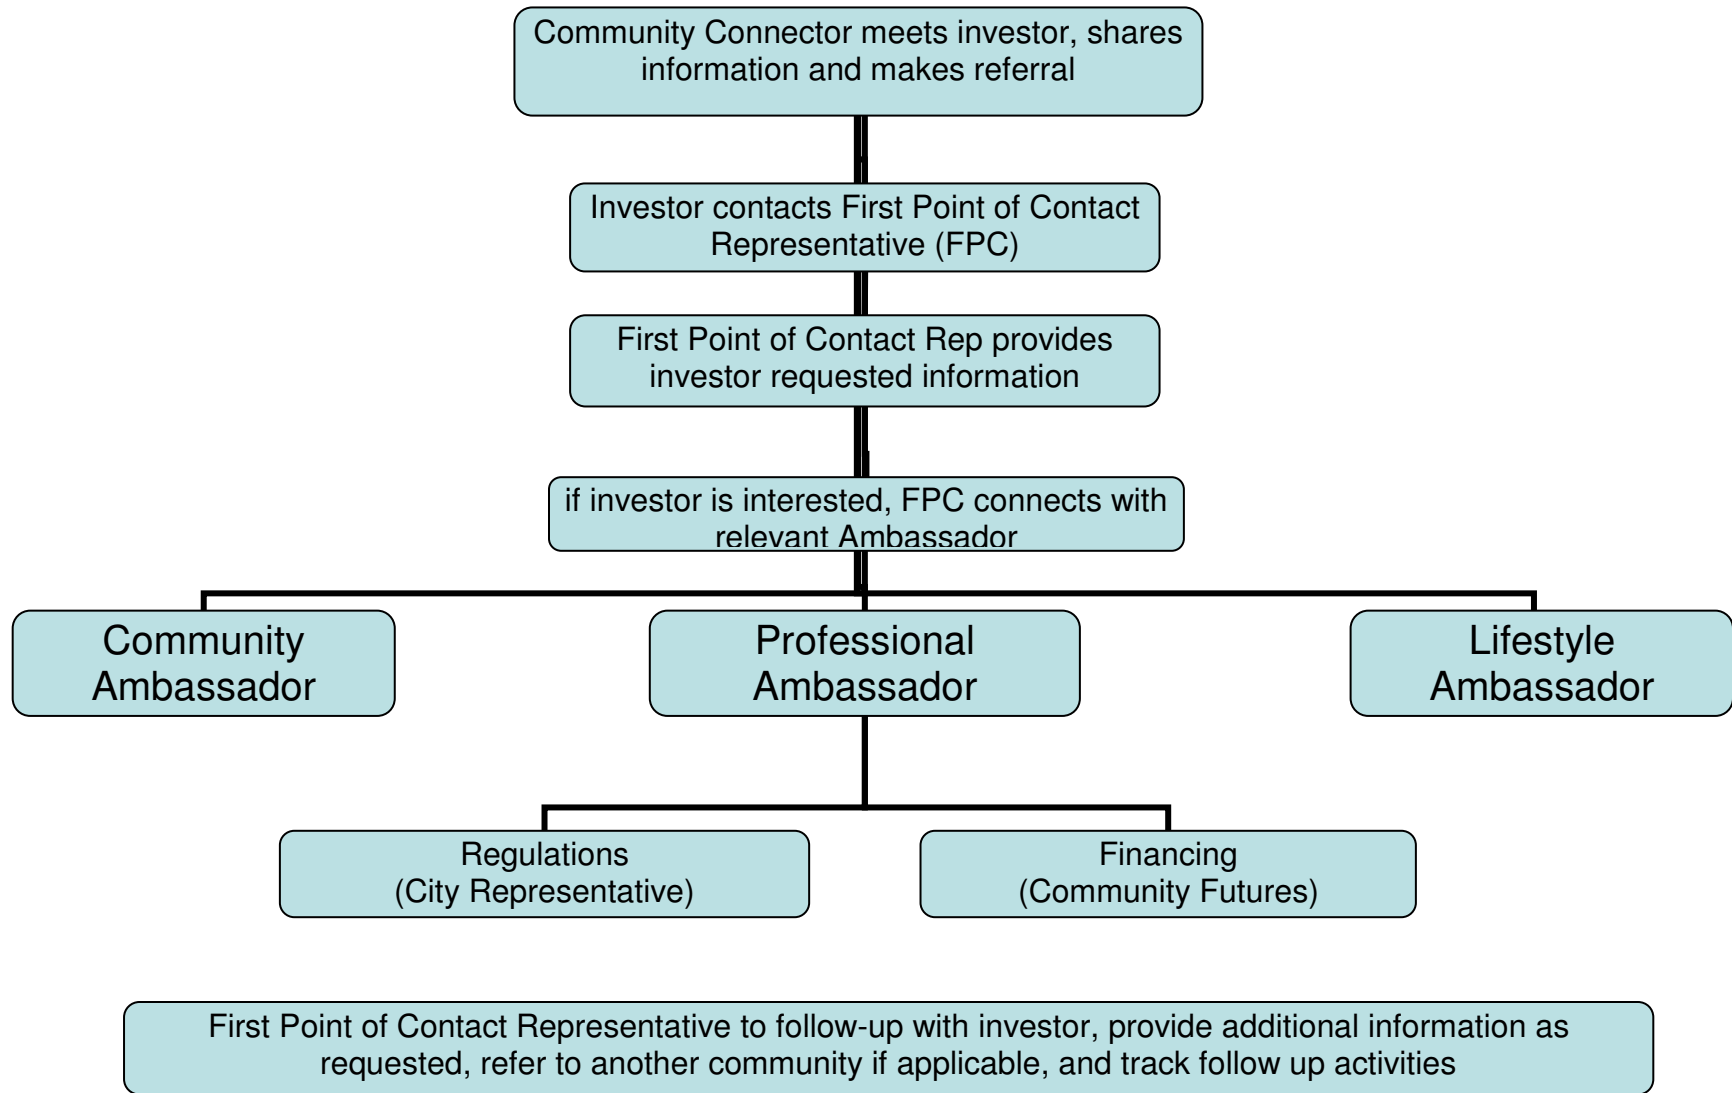 Community Connector meets investor, shares
information and makes referral
Investor contacts First Point of Contact
Representative (FPC)
First Point of Contact Rep provides
investor requested information
if investor is interested, FPC connects with
relevant Ambassador
Community
Ambassador
Professional
Ambassador
Lifestyle
Ambassador
Regulations
(City Representative)
Financing
(Community Futures)
First Point of Contact Representative to follow-up with investor, provide additional information as
requested, refer to another community if applicable, and track follow up activities